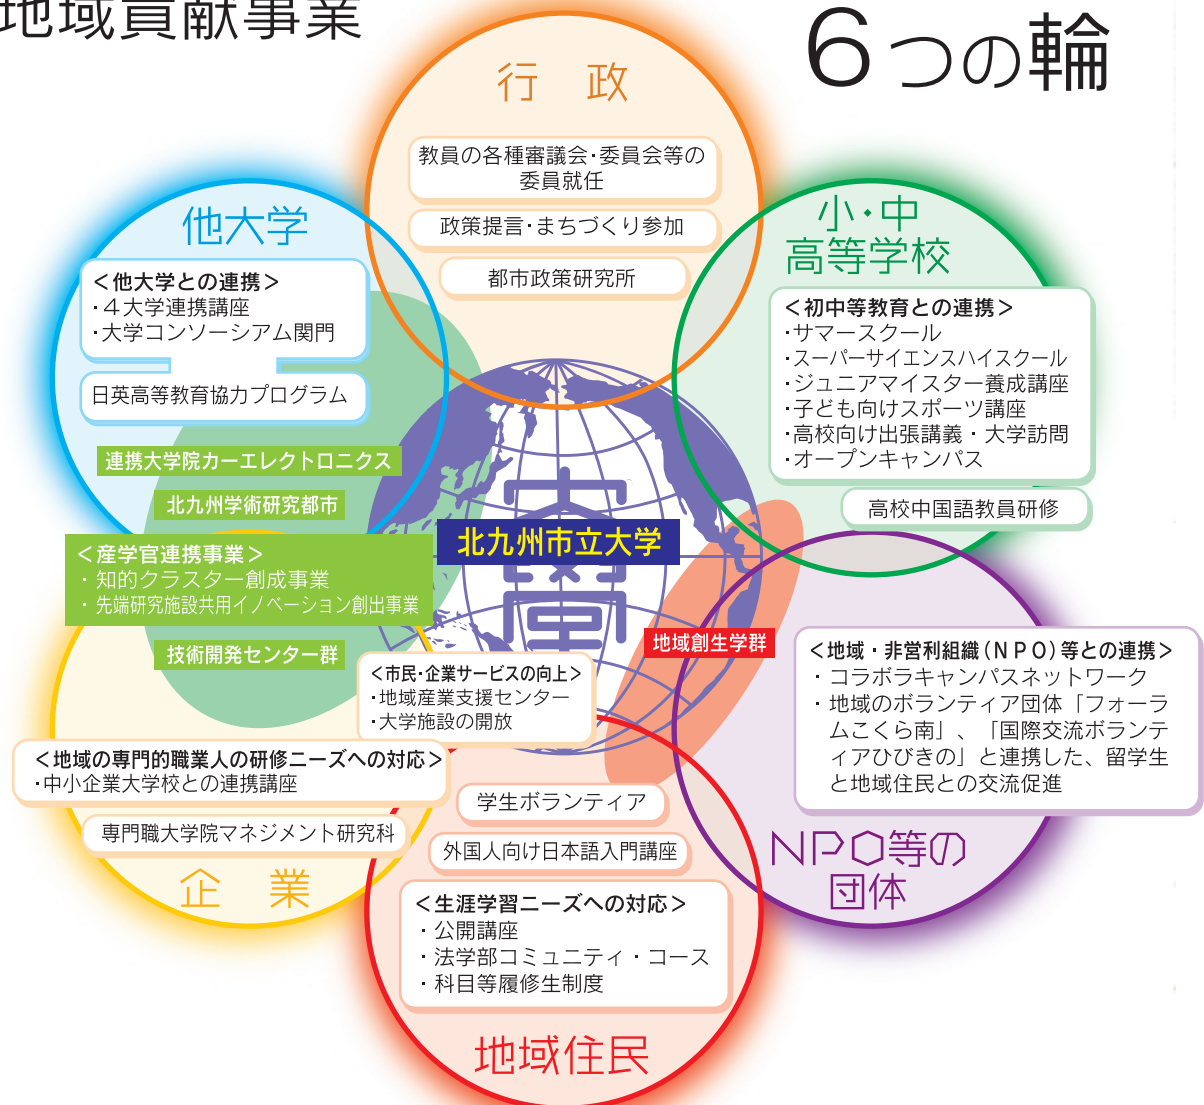 地域貢献事業
6つの輪
行 政
教員の各種審議会・委員会等の
委員就任
政策提言・まちづくり参加
都市政策研究所
他大学
＜他大学との連携＞
・４大学連携講座
・大学コンソーシアム関門
日英高等教育協力プログラム
小・中
高等学校
＜初中等教育との連携＞
・サマースクール
・スーパーサイエンスハイスクール
・ジュニアマイスター養成講座
・子ども向けスポーツ講座
・高校向け出張講義・大学訪問
・オープンキャンパス
高校中国語教員研修
連携大学院カーエレクトロニクス
北九州学術研究都市
＜産学官連携事業＞
・知的クラスター創成事業
・先端研究施設共用イノベーション創出事業
技術開発センター群
北九州市立大学
地域創生学群
＜市民・企業サービスの向上＞
・地域産業支援センター
・大学施設の開放
＜地域・非営利組織(ＮＰＯ)等との連携＞
・コラボラキャンパスネットワーク
・地域のボランティア団体「フォーラ
ムこくら南」、「国際交流ボランテ
ィアひびきの」と連携した、留学生
と地域住民との交流促進
NPO等の
団体
＜地域の専門的職業人の研修ニーズへの対応＞
・中小企業大学校との連携講座
専門職大学院マネジメント研究科
企 業
学生ボランティア
外国人向け日本語入門講座
＜生涯学習ニーズへの対応＞
・公開講座
・法学部コミュニティ・コース
・科目等履修生制度
地域住民